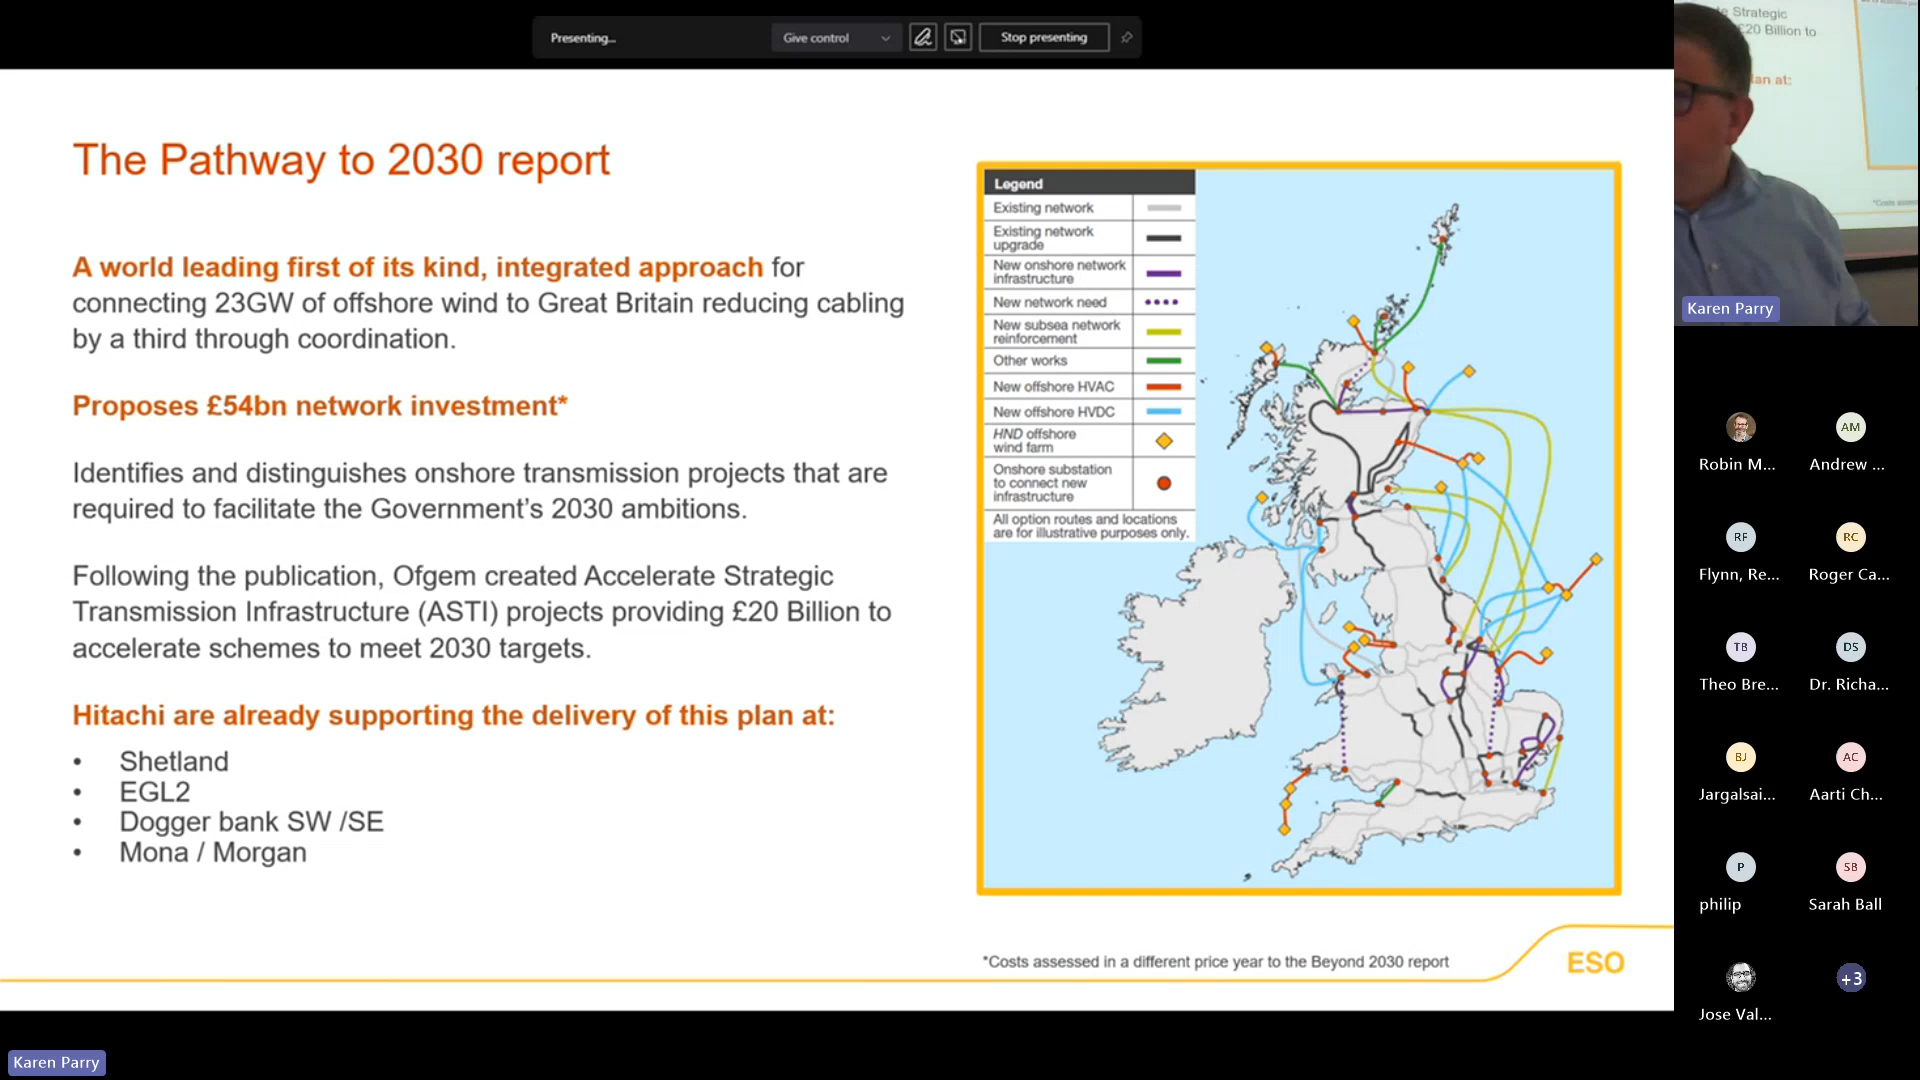 Presenting...
Give control
Stop presenting
The Pathway to 2030 report
A world leading first of its kind, integrated approach for
connecting 23GW of offshore wind to Great Britain reducing cabling
by a third through coordination.
Proposes £54bn network investment*
Identifies and distinguishes onshore transmission projects that are
required to facilitate the Government's 2030 ambitions.
Following the publication, Ofgem created Accelerate Strategic
Transmission Infrastructure (ASTI) projects providing £20 Billion to
accelerate schemes to meet 2030 targets.
Hitachi are already supporting the delivery of this plan at:
• Shetland
• EGL2
• Dogger bank SW /SE
• Mona / Morgan
Legend
Existing network
Existing network
upgrade
New onshore network
infrastructure
New network need
New subsea network
reinforcement
Other works
New offshore HVAC
New offshore HVDC
HND offshore
wind farm
Onshore substation
to connect new
infrastructure
All option routes and locations
are for illustrative purposes only.
*Costs assessed in a different price year to the Beyond 2030 report
ESO
Karen Parry
Strategic
£20 Billion to
lan at:
*Costs asses
Karen Parry
Robin M...
AM
Andrew ...
RF
Flynn, Re...
RC
Roger Ca...
TB
Theo Bre...
DS
Dr. Richa...
BJ
Jargalsai...
AC
Aarti Ch...
P
philip
SB
Sarah Ball
Jose Val...
+3